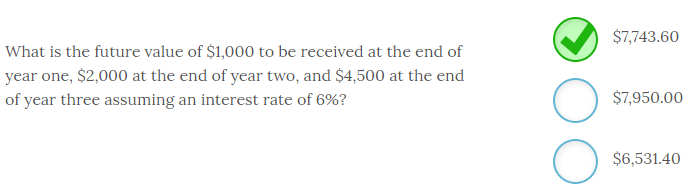 What is the future value of $1,000 to be received at the end of
year one, $2,000 at the end of year two, and $4,500 at the end
of year three assuming an interest rate of 6%?
$7,743.60
$7,950.00
$6,531.40